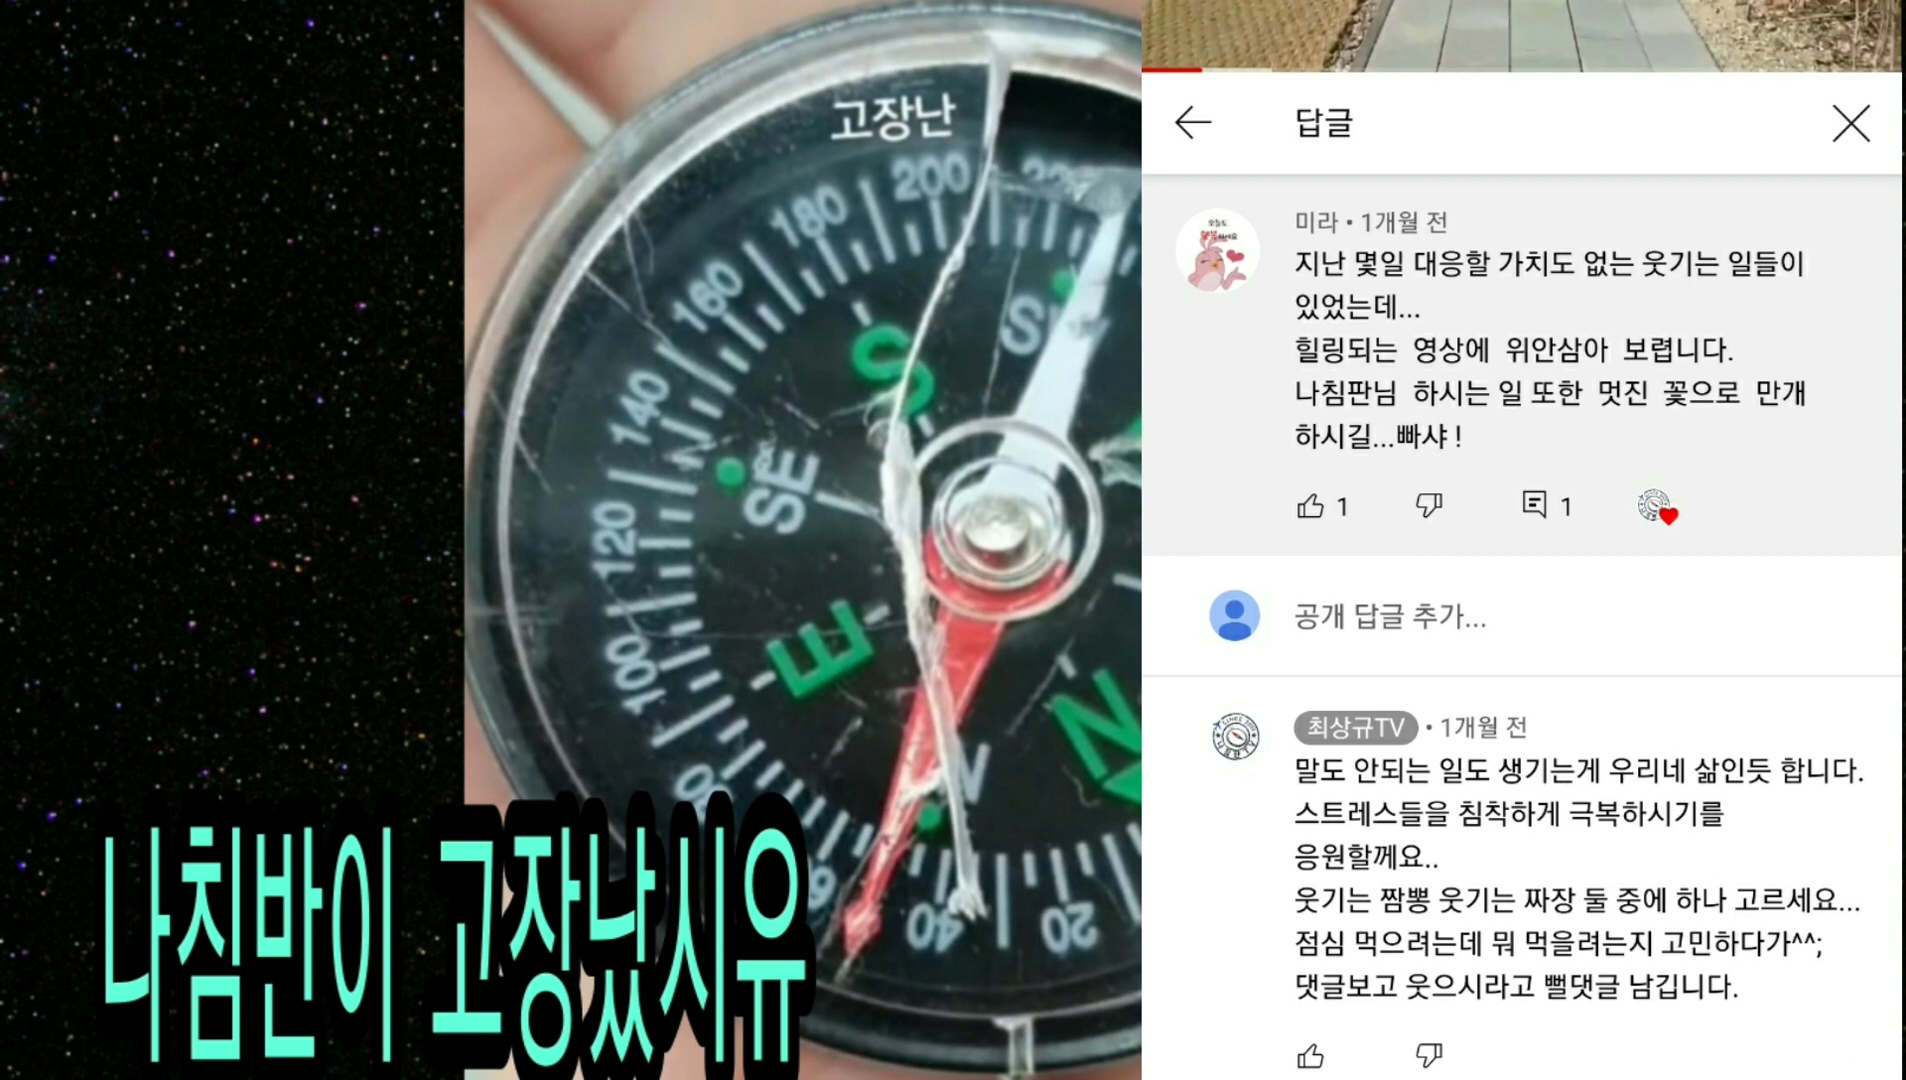 고장난
200
180
160
140
120
100
40
20
S
S
SE
E
N
나침반이 고장났시유
답글
오늘도
미라 • 1개월 전
지난 몇일 대응할 가치도 없는 웃기는 일들이
있었는데...
힐링되는 영상에 위안삼아 보렵니다.
나침판님 하시는 일 또한 멋진 꽃으로 만개
하시길...빠샤 !
1
1
공개 답글 추가...
최상규TV • 1개월 전
말도 안되는 일도 생기는게 우리네 삶인듯 합니다.
스트레스들을 침착하게 극복하시기를
응원할께요..
웃기는 짬뽕 웃기는 짜장 둘 중에 하나 고르세요...
점심 먹으려는데 뭐 먹을려는지 고민하다가^^;
댓글보고 웃으시라고 뻘댓글 남깁니다.